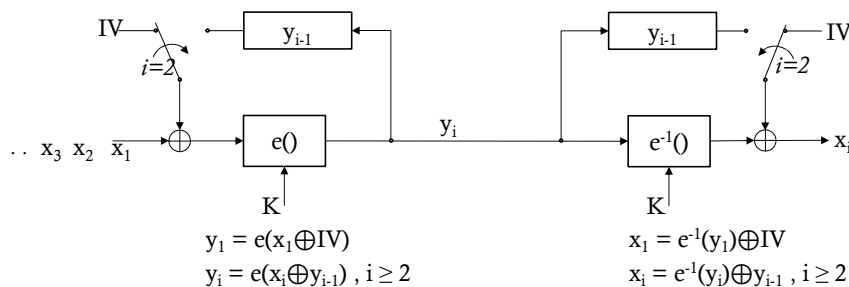 IV
y_{i-1}
y_{i-1}
IV
i=2
i=2
. . x_3 x_2 x_1
e()
y_i
e^{-1}()
x_i
K
K
y_1 = e(x_1⊕IV)
y_i = e(x_i⊕y_{i-1}) , i ≥ 2
x_1 = e^{-1}(y_1)⊕IV
x_i = e^{-1}(y_i)⊕y_{i-1} , i ≥ 2